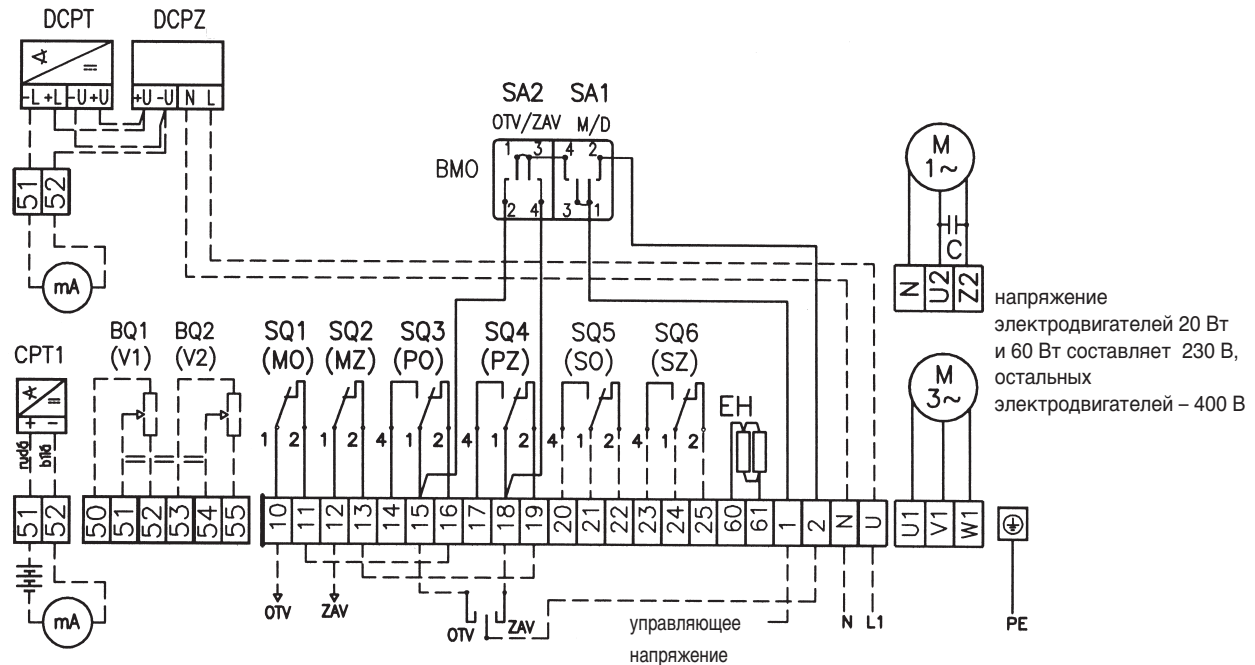 DCPT DCPZ
-L +L -U +U +U -U N L
SA2 SA1
OTV/ZAV M/D
BMO
1 3 4 2
2 4 3 1
51 52
mA
M
1~
C
N U2 Z2
напряжение
электродвигателей 20 Вт
и 60 Вт составляет 230 В,
остальных
электродвигателей – 400 В
M
3~
CPT1
+ -
rudá bílá
BQ1 BQ2
(V1) (V2)
SQ1 SQ2 SQ3 SQ4 SQ5 SQ6
(MO) (MZ) (PO) (PZ) (SO) (SZ)
EH
1 2 1 2 4 1 2 4 1 2 4 1 2 4 1 2
51 52
50 51 52 53 54 55
10 11 12 13 14 15 16 17 18 19 20 21 22 23 24 25 60 61 1 2 N U
U1 V1 W1
mA
OTV ZAV
OTV ZAV
управляющее
напряжение
N L1
PE